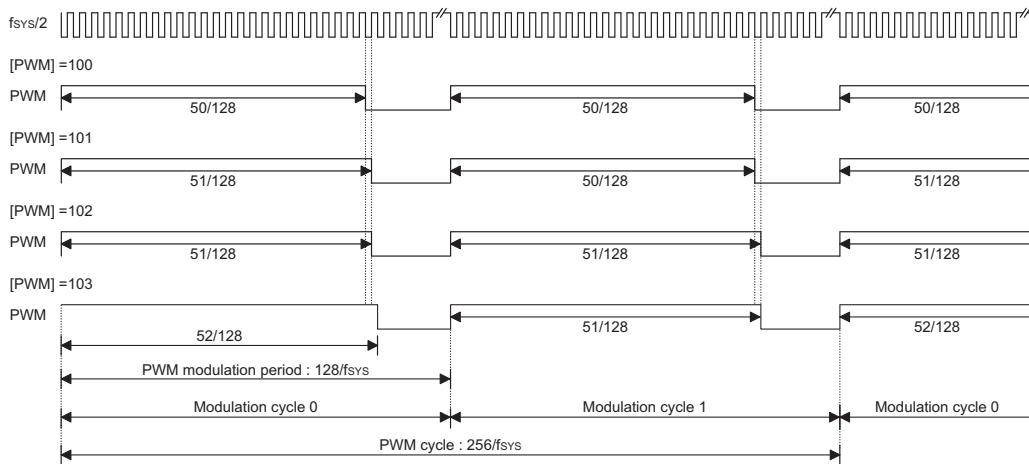 fSYS/2
[PWM] =100
PWM
50/128 50/128 50/128
[PWM] =101
PWM
51/128 50/128 51/128
[PWM] =102
PWM
51/128 51/128 51/128
[PWM] =103
PWM
52/128 51/128 52/128
PWM modulation period : 128/fSYS
Modulation cycle 0 Modulation cycle 1 Modulation cycle 0
PWM cycle : 256/fSYS